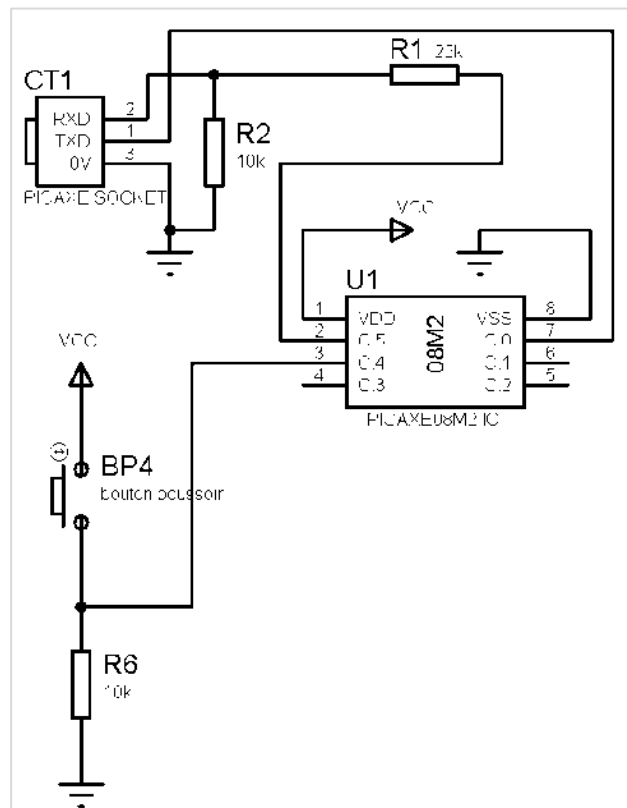 R1 22k
CT1
2
RXD
1
TXD
3
0V
R2
10k
PICAXE SOCKET
VCC
U1
1
VDD
VSS
8
2
C.5
C.0
7
3
C.4
C.1
6
4
C.3
C.2
5
08M2
PICAXE08M2 IC
VCC
BP4
bouton poussoir
R6
10k